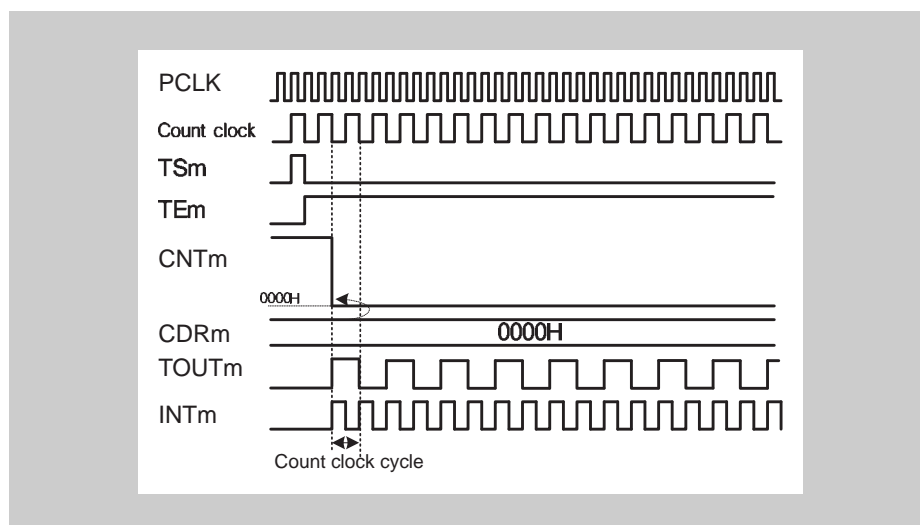 PCLK
Count clock
TSm
TEm
CNTm
0000H
CDRm
0000H
TOUTm
INTm
Count clock cycle